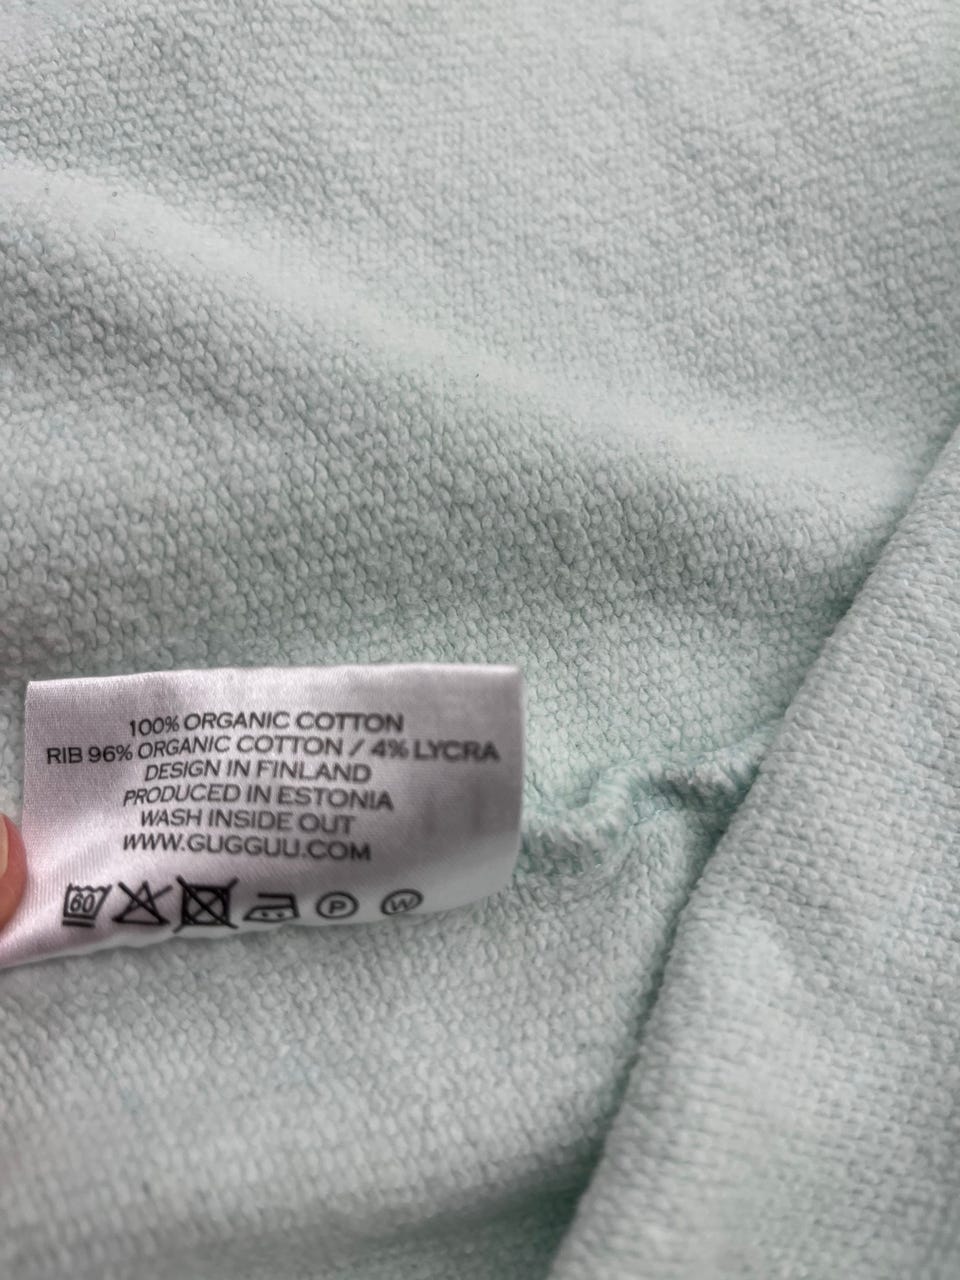 100% ORGANIC COTTON
RIB 96% ORGANIC COTTON / 4% LYCRA
DESIGN IN FINLAND
PRODUCED IN ESTONIA
WASH INSIDE OUT
WWW.GUGGUU.COM
60 P W